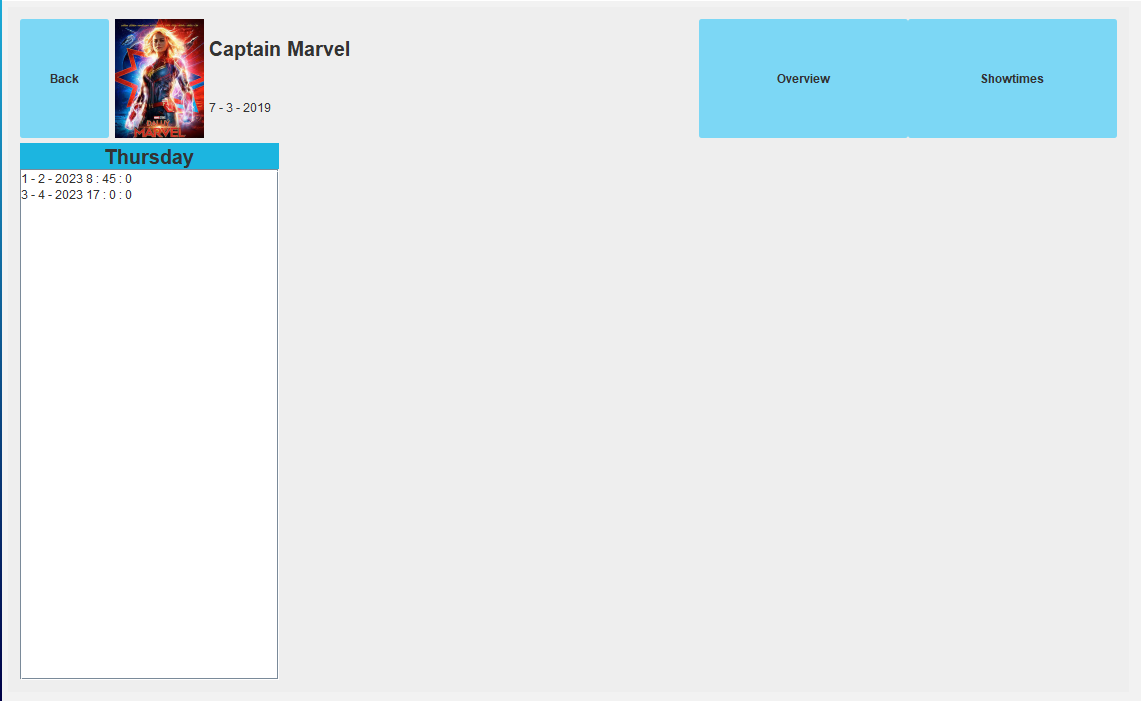 Back
Captain Marvel
7 - 3 - 2019
MARVEL
Overview
Showtimes
Thursday
1 - 2 - 2023 8 : 45 : 0
3 - 4 - 2023 17 : 0 : 0